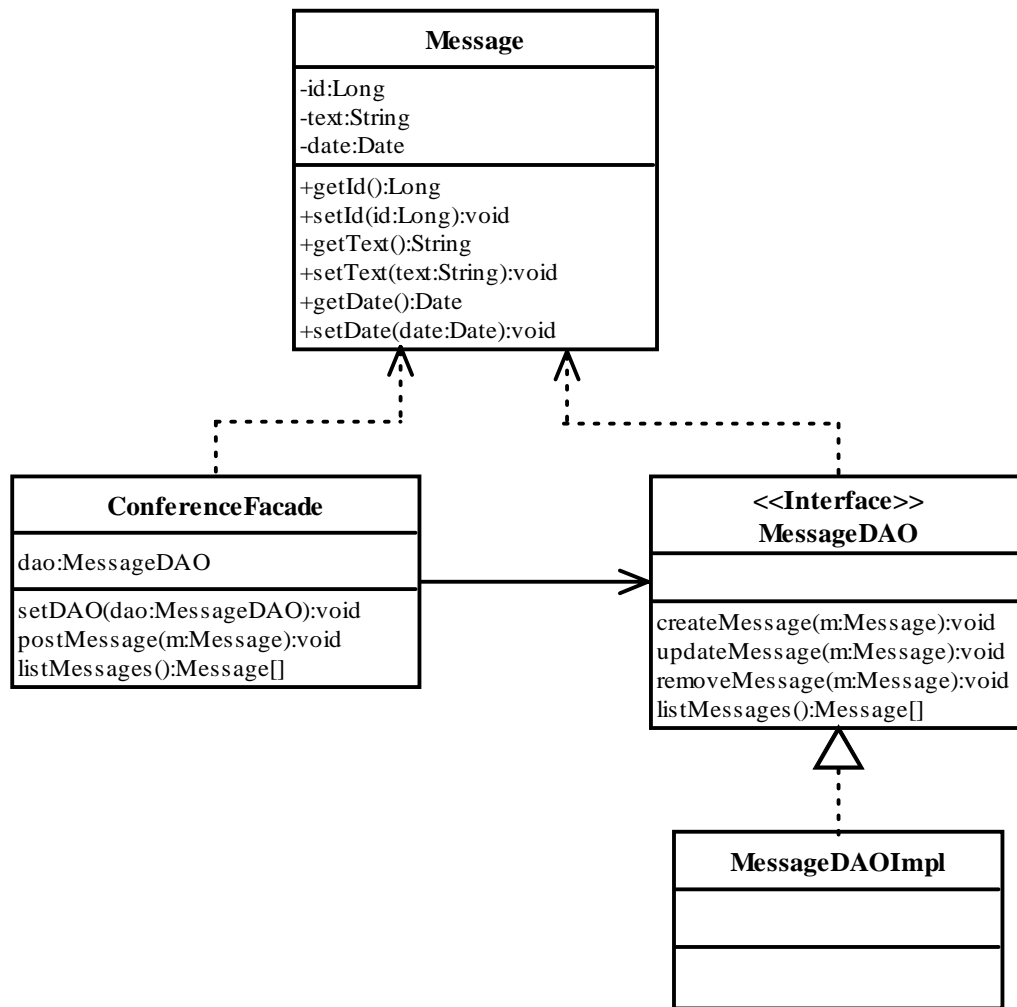 Message
-id:Long
-text:String
-date:Date
+getId():Long
+setId(id:Long):void
+getText():String
+setText(text:String):void
+getDate():Date
+setDate(date:Date):void
ConferenceFacade
dao:MessageDAO
setDAO(dao:MessageDAO):void
postMessage(m:Message):void
listMessages():Message[]
<<Interface>>
MessageDAO
createMessage(m:Message):void
updateMessage(m:Message):void
removeMessage(m:Message):void
listMessages():Message[]
MessageDAOImpl